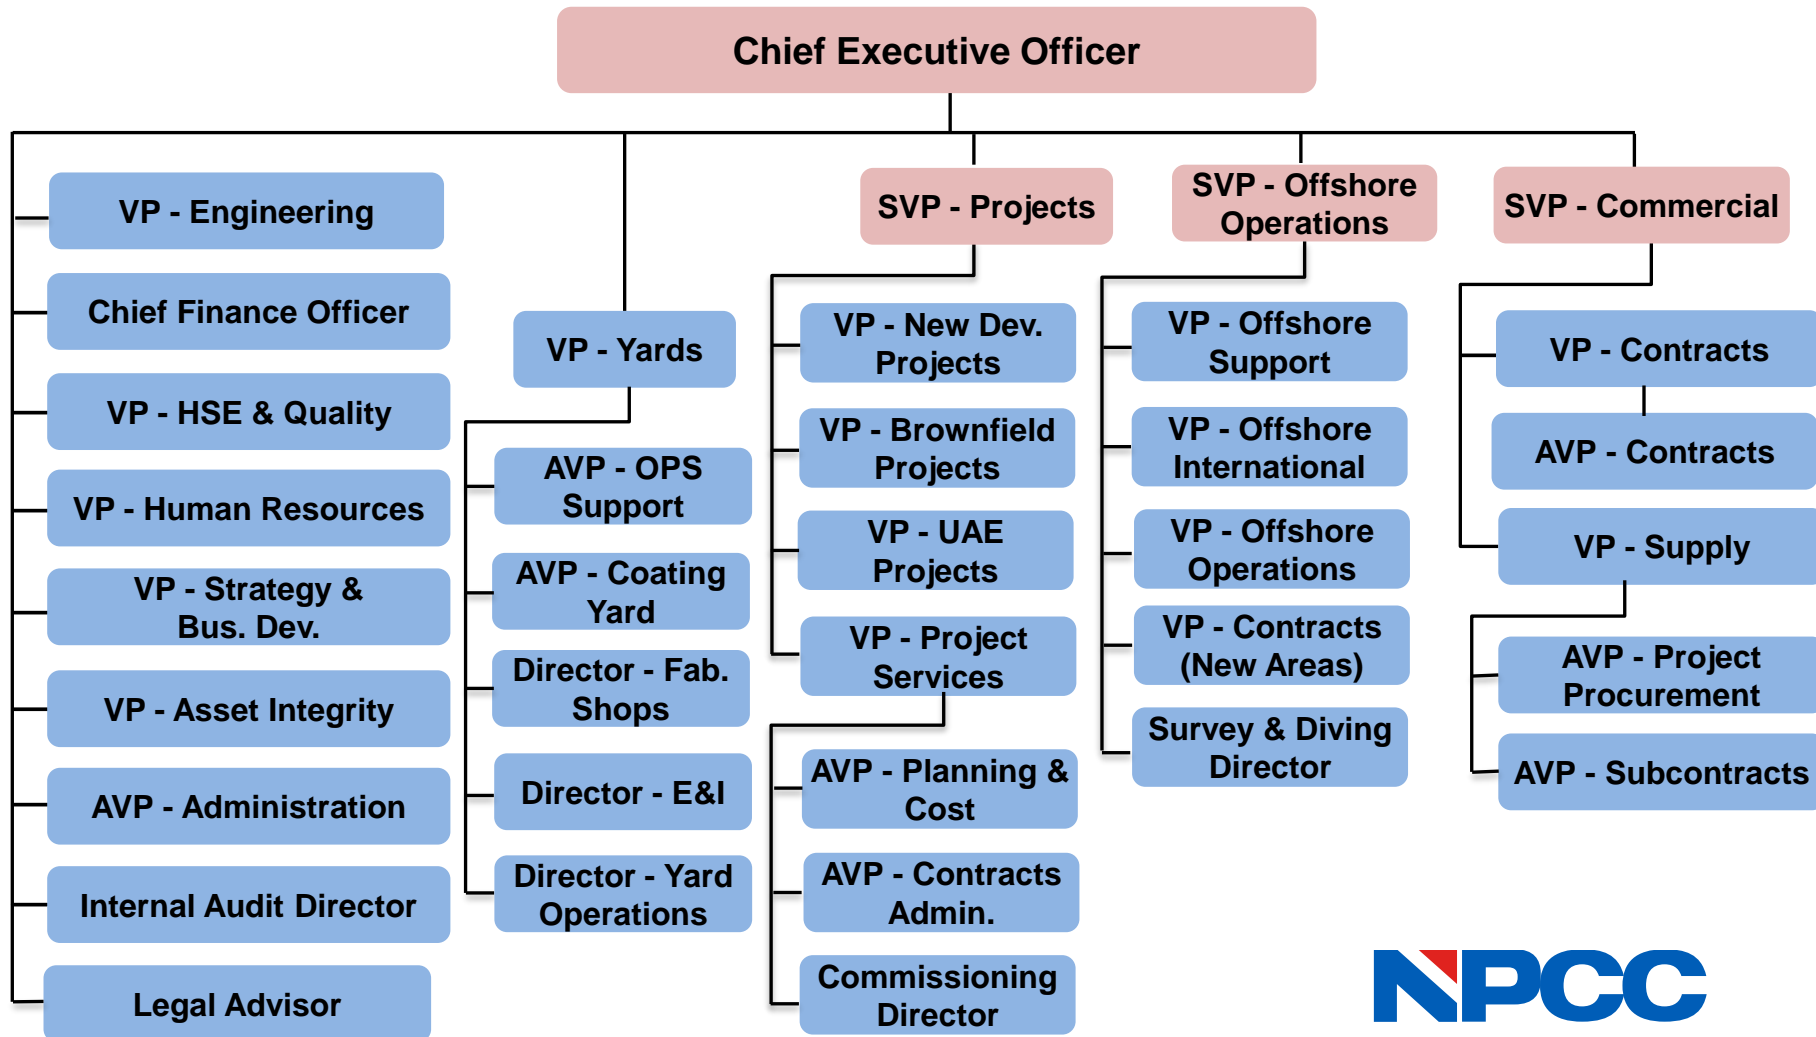 Chief Executive Officer
VP - Engineering
Chief Finance Officer
VP - HSE & Quality
VP - Human Resources
VP - Strategy &
Bus. Dev.
VP - Asset Integrity
AVP - Administration
Internal Audit Director
Legal Advisor
VP - Yards
AVP - OPS
Support
AVP - Coating
Yard
Director - Fab.
Shops
Director - E&I
Director - Yard
Operations
SVP - Projects
VP - New Dev.
Projects
VP - Brownfield
Projects
VP - UAE
Projects
VP - Project
Services
AVP - Planning &
Cost
AVP - Contracts
Admin.
Commissioning
Director
SVP - Offshore
Operations
VP - Offshore
Support
VP - Offshore
International
VP - Offshore
Operations
VP - Contracts
(New Areas)
Survey & Diving
Director
SVP - Commercial
VP - Contracts
AVP - Contracts
VP - Supply
AVP - Project
Procurement
AVP - Subcontracts
NPCC